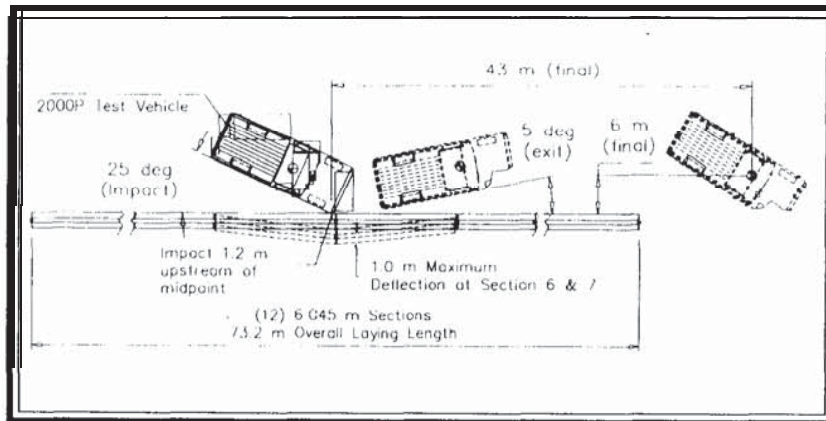 43 m (final)
2000P Test Vehicle
25 deg
(Impact)
5 deg
(exit)
6 m
(final)
Impact 1.2 m
upstream of
midpoint
1.0 m Maximum
Deflection at Section 6 & 7
(12) 6.045 m Sections
73.2 m Overall Laying Length